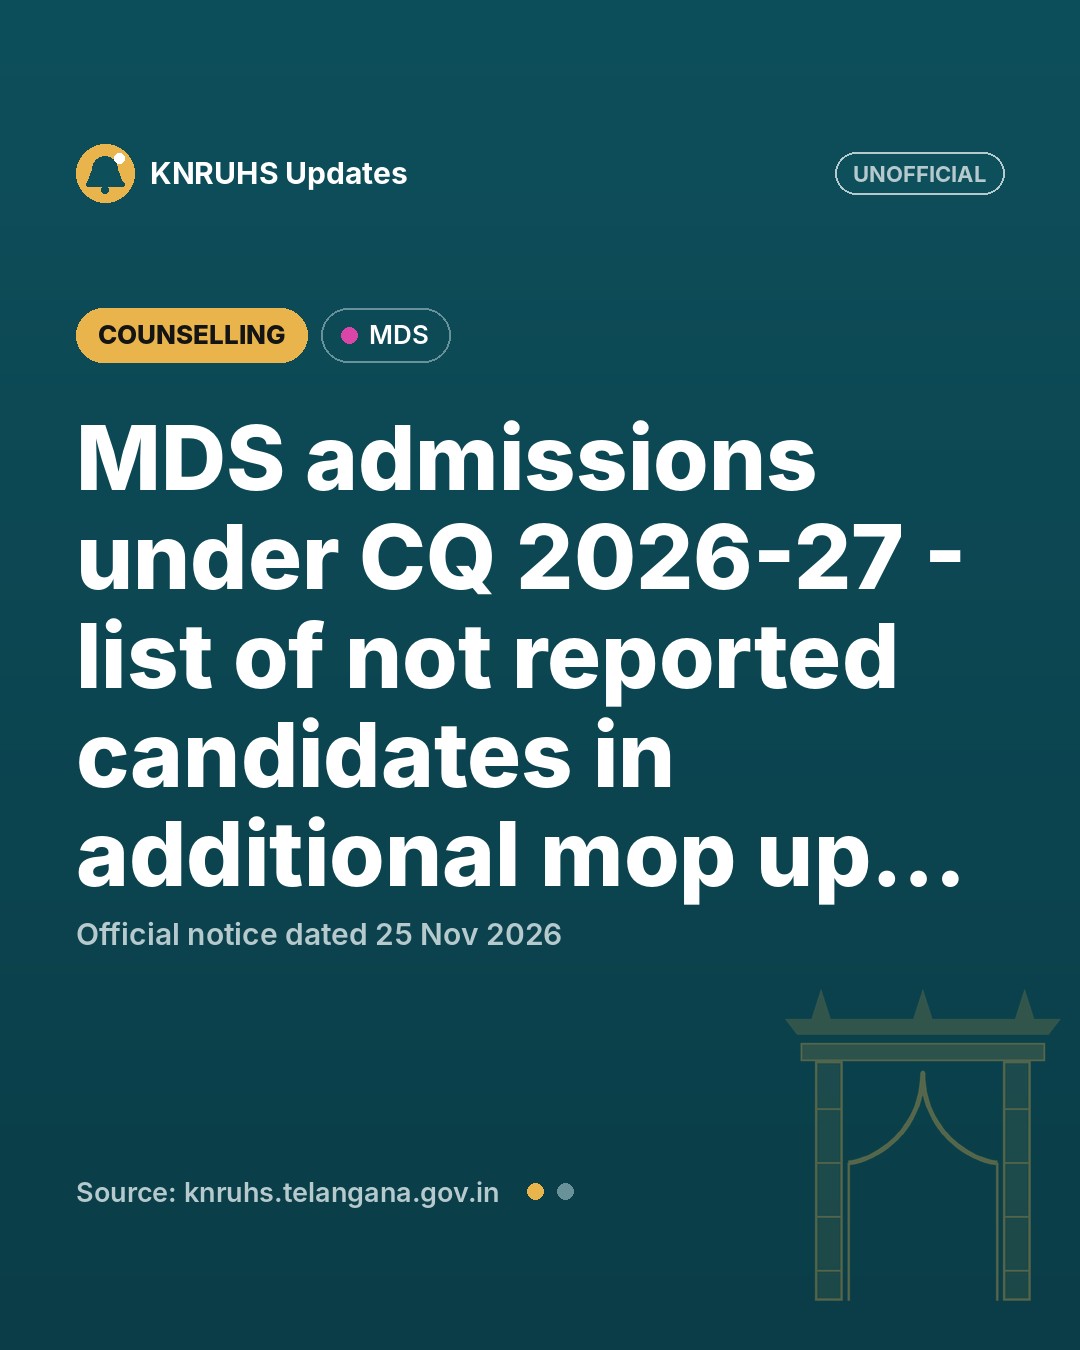 KNRUHS Updates
UNOFFICIAL
COUNSELLING
MDS
MDS admissions
under CQ 2026-27 -
list of not reported
candidates in
additional mop up...
Official notice dated 25 Nov 2026
Source: knruhs.telangana.gov.in